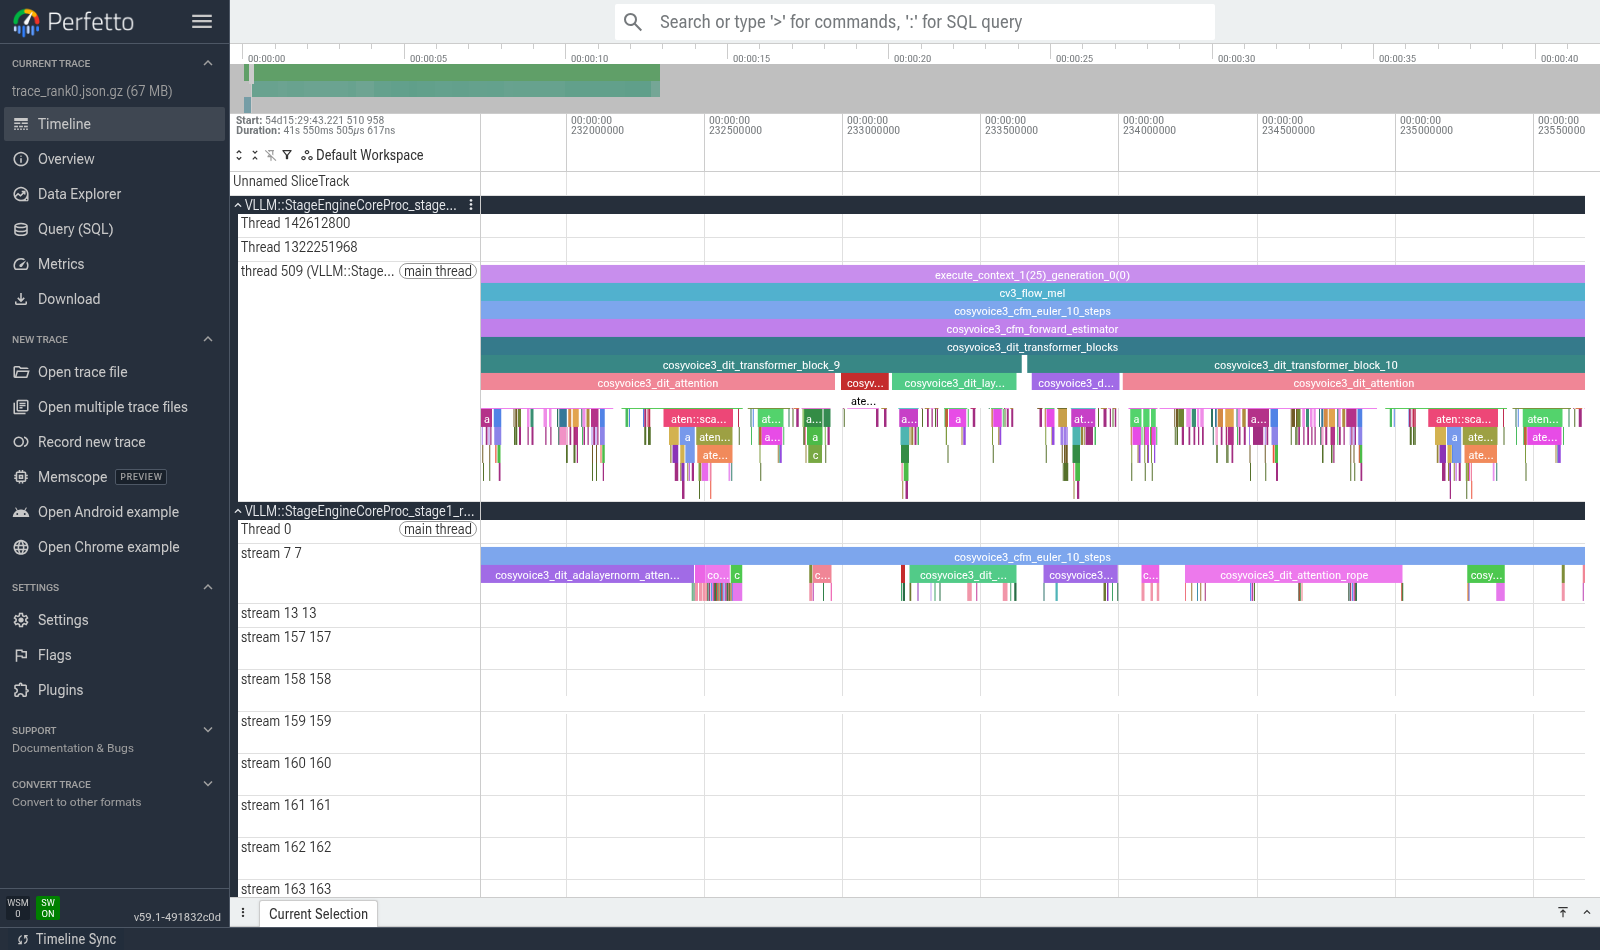 Perfetto
Search or type '>' for commands, ':' for SQL query
CURRENT TRACE
trace_rank0.json.gz (67 MB)
Timeline
Overview
Data Explorer
Query (SQL)
Metrics
Download
NEW TRACE
Open trace file
Open multiple trace files
Record new trace
Memscope PREVIEW
Open Android example
Open Chrome example
SETTINGS
Settings
Flags
Plugins
SUPPORT
Documentation & Bugs
CONVERT TRACE
Convert to other formats
WSM 0
SW ON
v59.1-491832c0d
00:00:00 00:00:05 00:00:10 00:00:15 00:00:20 00:00:25 00:00:30 00:00:35 00:00:40
Start: 54d15:29:43.221 510 958
Duration: 41s 550ms 505µs 617ns
00:00:00 00:00:00 00:00:00 00:00:00 00:00:00 00:00:00 00:00:00 00:00:00
232000000 232500000 233000000 233500000 234000000 234500000 235000000 23550000
Default Workspace
Unnamed SliceTrack
VLLM::StageEngineCoreProc_stage...
Thread 142612800
Thread 1322251968
thread 509 (VLLM::Stage... main thread
execute_context_1(25)_generation_0(0)
cv3_flow_mel
cosyvoice3_cfm_euler_10_steps
cosyvoice3_cfm_forward_estimator
cosyvoice3_dit_transformer_blocks
cosyvoice3_dit_transformer_block_9 cosyvoice3_dit_transformer_block_10
cosyvoice3_dit_attention cosyv... cosyvoice3_dit_lay... cosyvoice3_d... cosyvoice3_dit_attention
ate...
a aten::sca... at... a... a... a at... a a... aten::sca... aten...
a aten... a... a a ate... ate...
ate... c ate...
VLLM::StageEngineCoreProc_stage1_r...
Thread 0 main thread
stream 7 7
cosyvoice3_cfm_euler_10_steps
cosyvoice3_dit_adalayernorm_atten... co... c c... cosyvoice3_dit_... cosyvoice3... c... cosyvoice3_dit_attention_rope cosy...
stream 13 13
stream 157 157
stream 158 158
stream 159 159
stream 160 160
stream 161 161
stream 162 162
stream 163 163
Current Selection
Timeline Sync